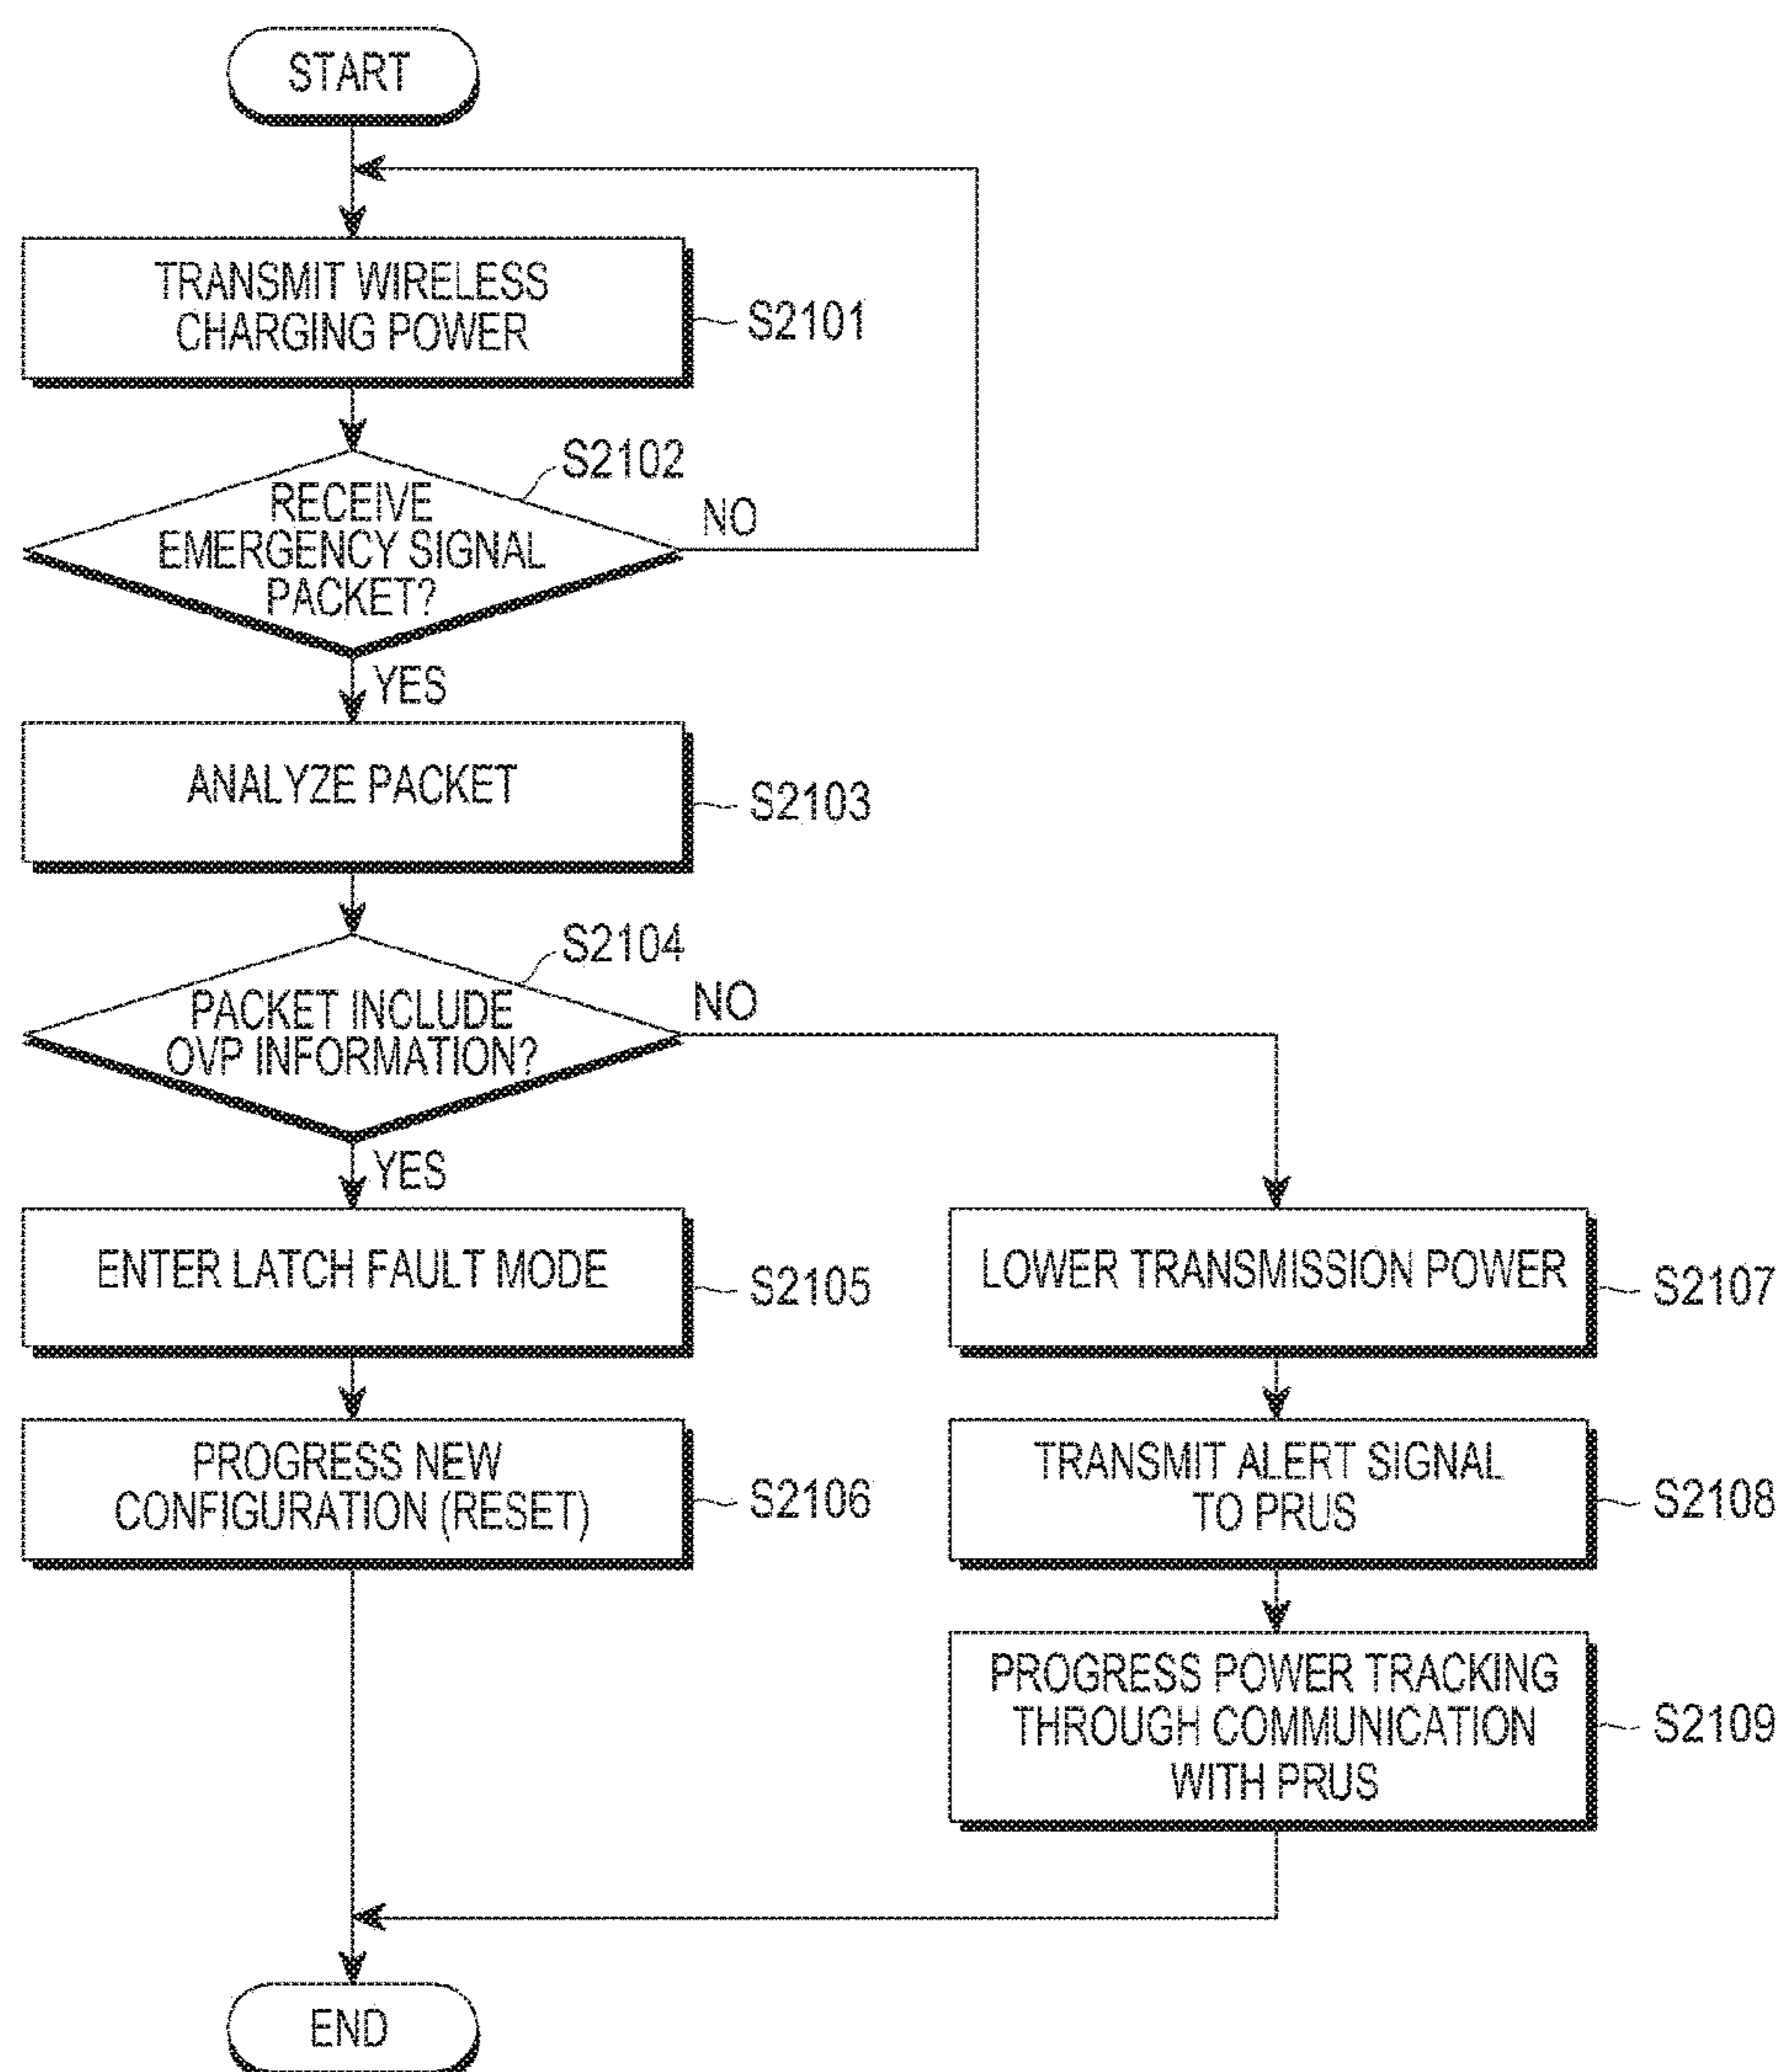 START
TRANSMIT WIRELESS
CHARGING POWER
S2101
S2102
RECEIVE
EMERGENCY SIGNAL
PACKET?
NO
YES
ANALYZE PACKET
S2103
S2104
PACKET INCLUDE
OVP INFORMATION?
NO
YES
ENTER LATCH FAULT MODE
S2105
PROGRESS NEW
CONFIGURATION (RESET)
S2106
LOWER TRANSMISSION POWER
S2107
TRANSMIT ALERT SIGNAL
TO PRUS
S2108
PROGRESS POWER TRACKING
THROUGH COMMUNICATION
WITH PRUS
S2109
END